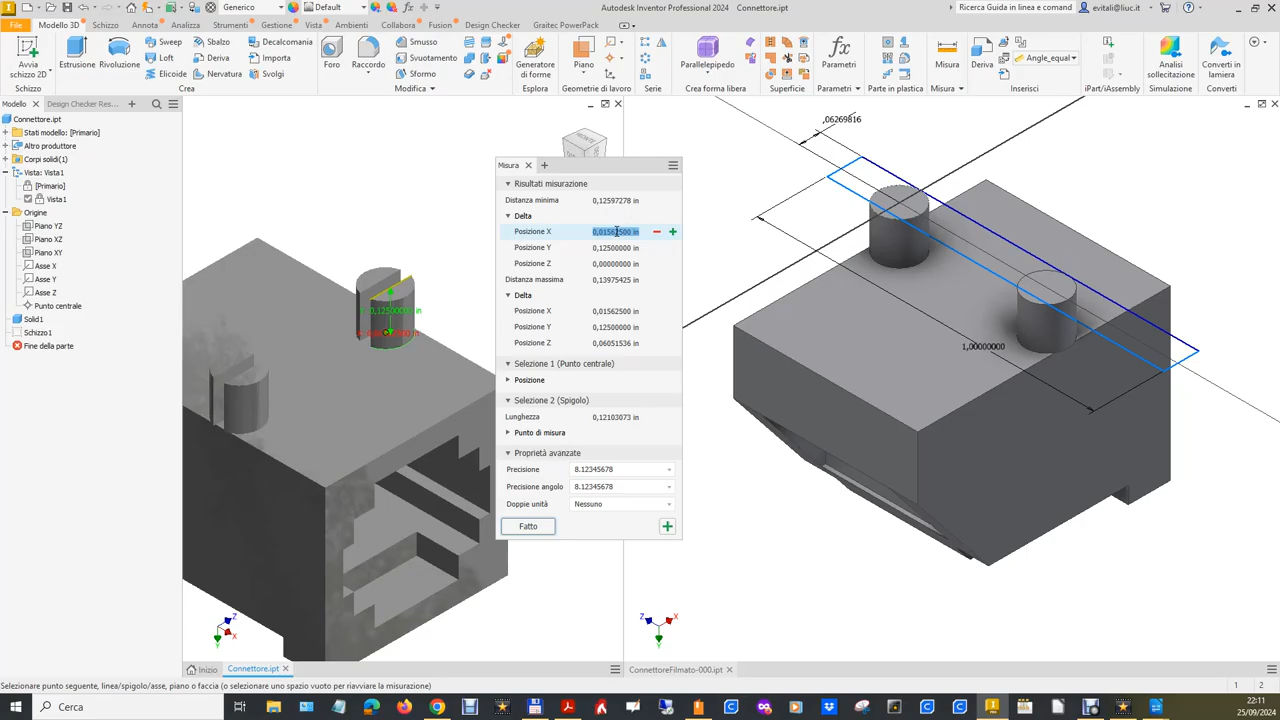 Generico
Default
Autodesk Inventor Professional 2024 Connettore.ipt
Ricerca Guida in linea e comandi
evitali@liuc.it
File
Modello 3D
Schizzo
Annota
Analizza
Strumenti
Gestione
Vista
Ambienti
Collabora
Fusion
Design Checker
Graitec PowerPack
Avvia
schizzo 2D
Estrusione
Rivoluzione
Sweep
Loft
Elicoide
Sbalzo
Deriva
Nervatura
Decalcomania
Importa
Svolgi
Foro
Raccordo
Smusso
Svuotamento
Sformo
Generatore
di forme
Piano
Parallelepipedo
Parametri
Misura
Deriva
Angle_equal
Analisi
sollecitazione
Converti in
lamiera
Schizzo
Crea
Modifica
Esplora
Geometrie di lavoro
Serie
Crea forma libera
Superficie
Parametri
Parte in plastica
Misura
Inserisci
iPart/iAssembly
Simulazione
Converti
Modello
Design Checker Res...
Connettore.ipt
Stati modello: [Primario]
Altro produttore
Corpi solidi(1)
Vista: Vista1
[Primario]
Vista1
Origine
Piano YZ
Piano XZ
Piano XY
Asse X
Asse Y
Asse Z
Punto centrale
Solid1
Schizzo1
Fine della parte
Misura
Risultati misurazione
Distanza minima 0,12597278 in
Delta
Posizione X 0,01562500 in
Posizione Y 0,12500000 in
Posizione Z 0,00000000 in
Distanza massima 0,13975425 in
Delta
Posizione X 0,01562500 in
Posizione Y 0,12500000 in
Posizione Z 0,06051536 in
Selezione 1 (Punto centrale)
Posizione
Selezione 2 (Spigolo)
Lunghezza 0,12103073 in
Punto di misura
Proprietà avanzate
Precisione 8.12345678
Precisione angolo 8.12345678
Doppie unità Nessuno
Fatto
,06269816
1,00000000
Z
X
Y
Z
X
Y
Inizio
Connettore.ipt
ConnettoreFilmato-000.ipt
Selezionare punto seguente, linea/spigolo/asse, piano o faccia (o selezionare uno spazio vuoto per riavviare la misurazione)
1
2
Cerca
22:11
25/09/2024